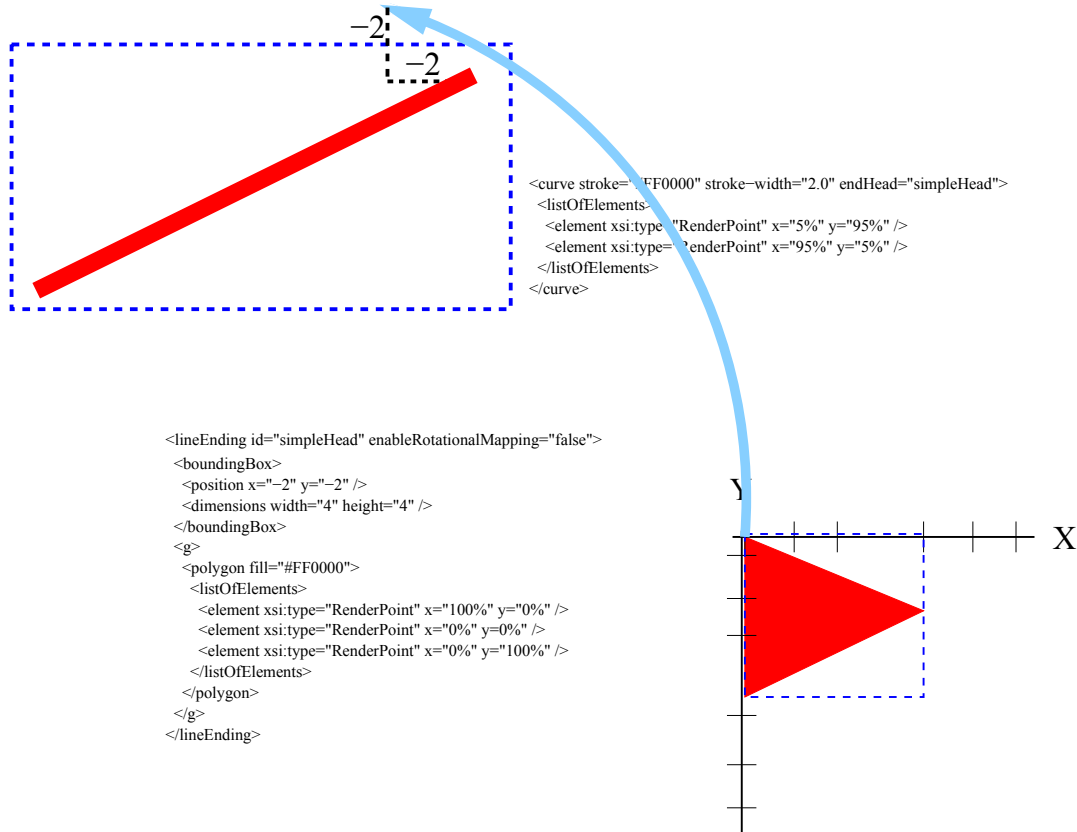 −2
−2
<curve stroke="#FF0000" stroke−width="2.0" endHead="simpleHead">
<listOfElements>
<element xsi:type="RenderPoint" x="5%" y="95%" />
<element xsi:type="RenderPoint" x="95%" y="5%" />
</listOfElements>
</curve>
<lineEnding id="simpleHead" enableRotationalMapping="false">
<boundingBox>
<position x="−2" y="−2" />
<dimensions width="4" height="4" />
</boundingBox>
<g>
<polygon fill="#FF0000">
<listOfElements>
<element xsi:type="RenderPoint" x="100%" y="0%" />
<element xsi:type="RenderPoint" x="0%" y=0%" />
<element xsi:type="RenderPoint" x="0%" y="100%" />
</listOfElements>
</polygon>
</g>
</lineEnding>
Y
X